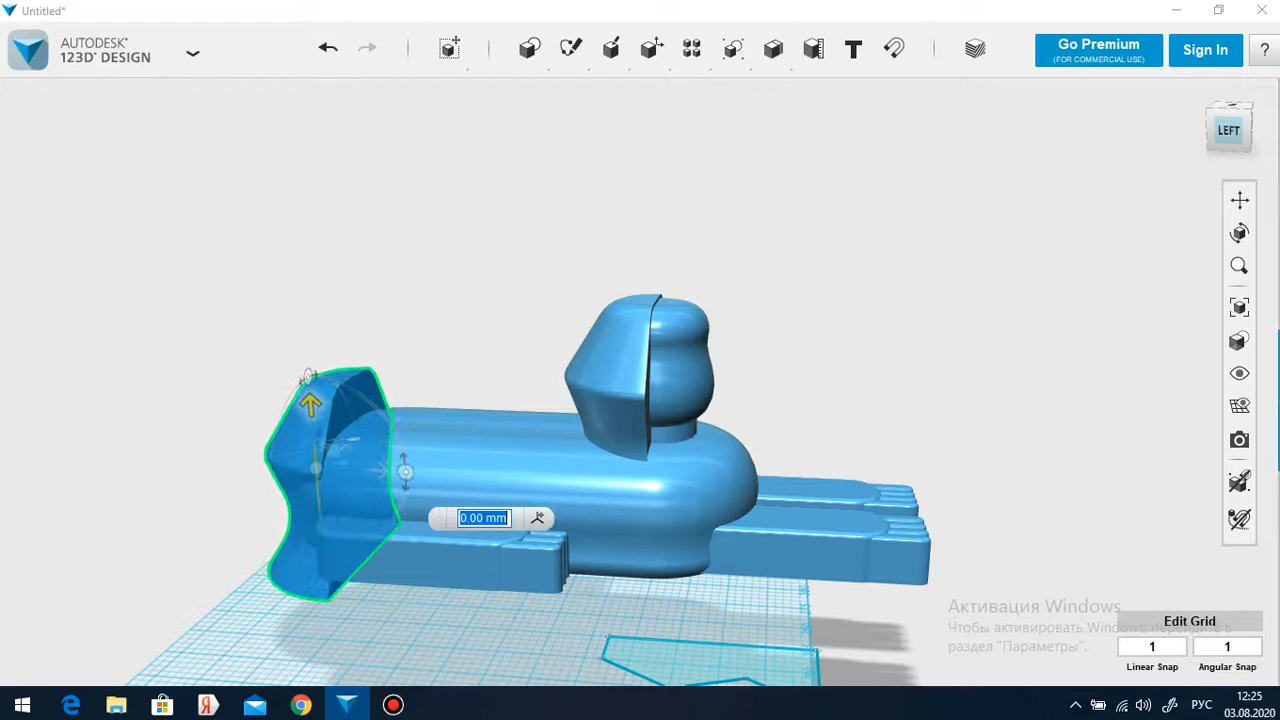 Untitled*
AUTODESK®
123D® DESIGN
T
Go Premium
(FOR COMMERCIAL USE)
Sign In
?
LEFT
0.00 mm
Активация Windows
Чтобы активировать Windows, перейдите в
раздел "Параметры".
Edit Grid
1
1
Linear Snap
Angular Snap
РУС
12:25
03.08.2020